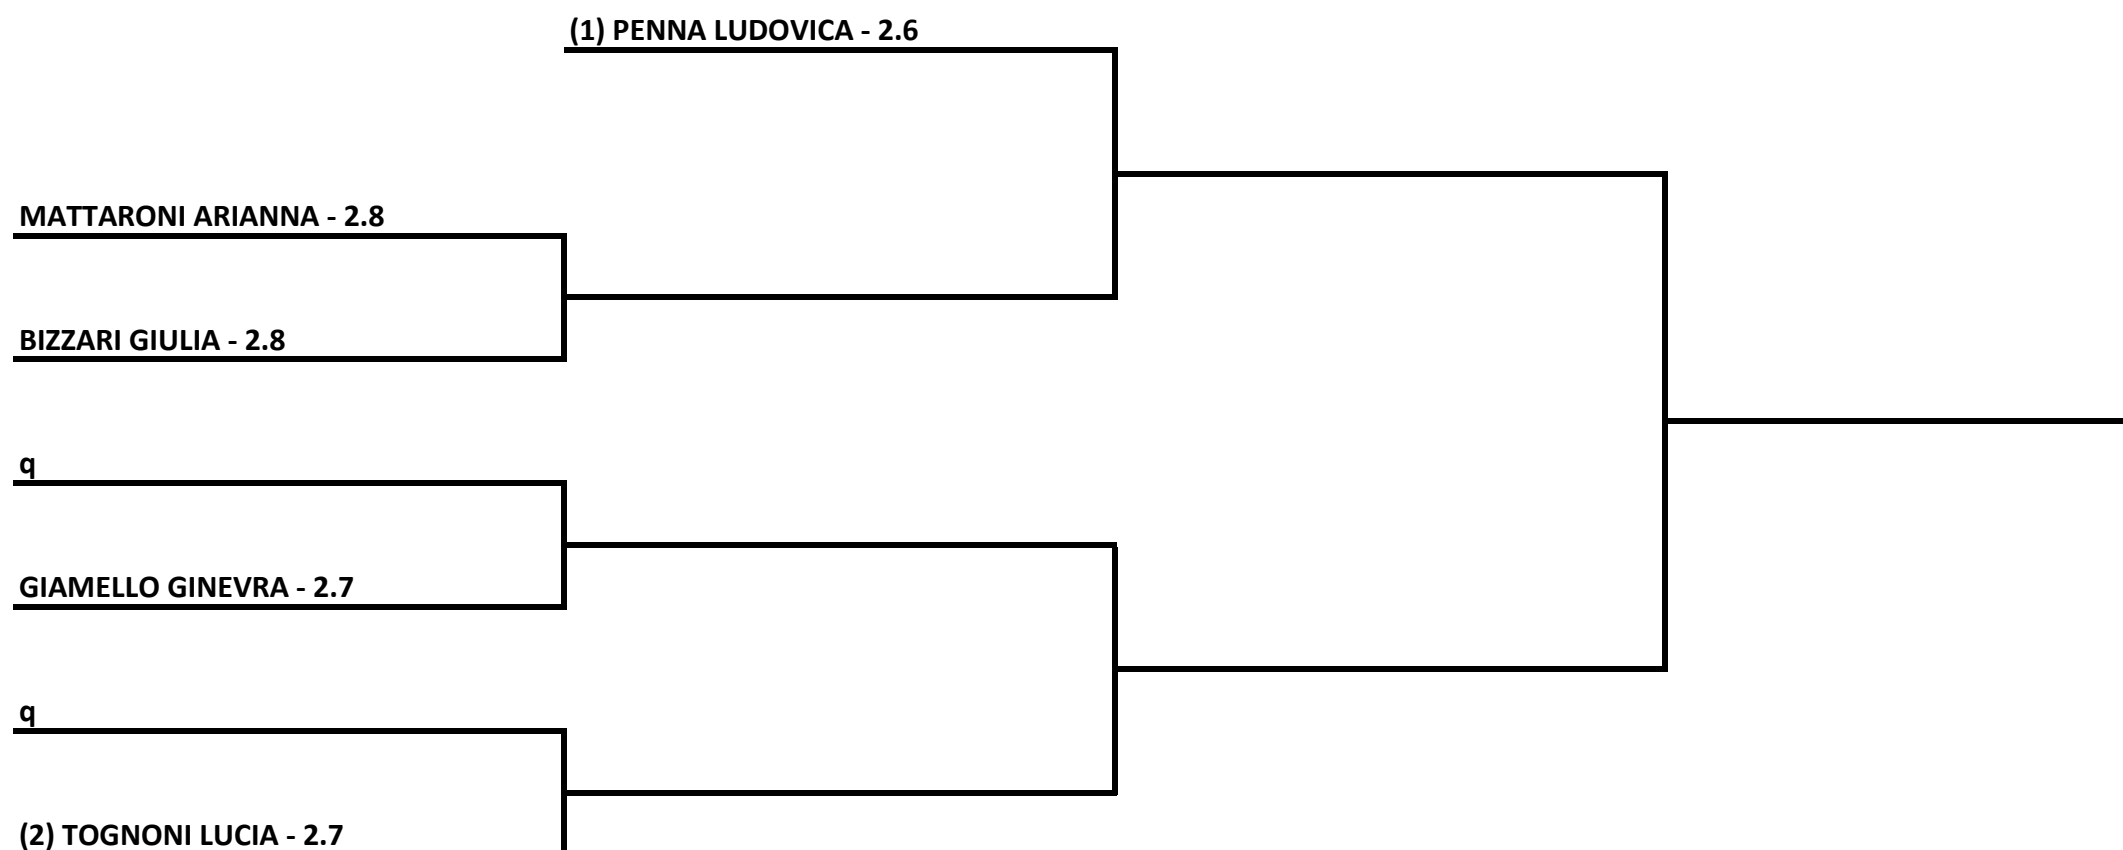 (1) PENNA LUDOVICA - 2.6
MATTARONI ARIANNA - 2.8
BIZZARI GIULIA - 2.8
q
GIAMELLO GINEVRA - 2.7
q
(2) TOGNONI LUCIA - 2.7